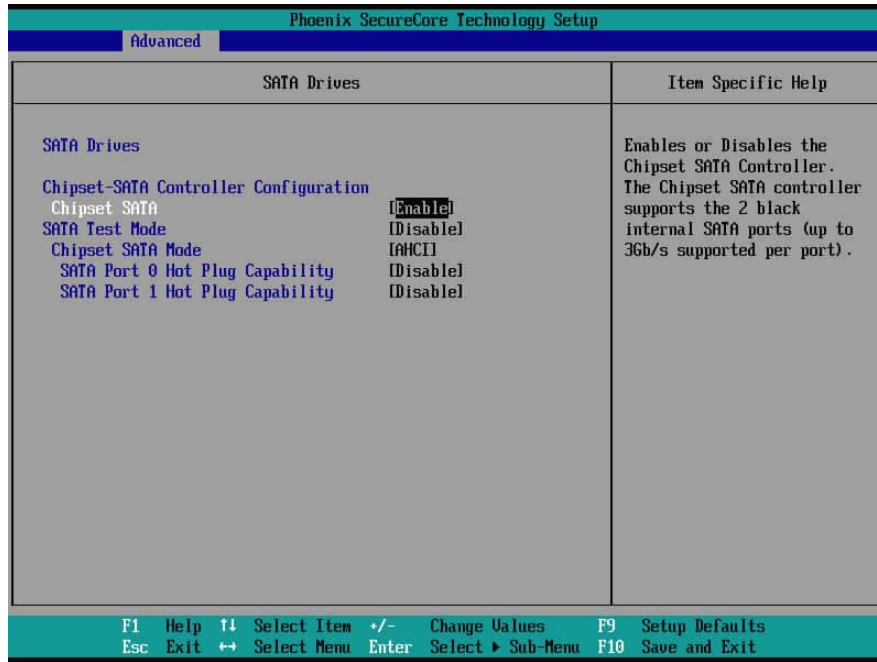 Phoenix SecureCore Technology Setup
Advanced
SATA Drives
SATA Drives
Chipset-SATA Controller Configuration
Chipset SATA [Enable]
SATA Test Mode [Disable]
Chipset SATA Mode [AHCI]
SATA Port 0 Hot Plug Capability [Disable]
SATA Port 1 Hot Plug Capability [Disable]
Item Specific Help
Enables or Disables the
Chipset SATA Controller.
The Chipset SATA controller
supports the 2 black
internal SATA ports (up to
3Gb/s supported per port).
F1 Help ↑↓ Select Item +/- Change Values F9 Setup Defaults
Esc Exit ↔ Select Menu Enter Select ▶ Sub-Menu F10 Save and Exit